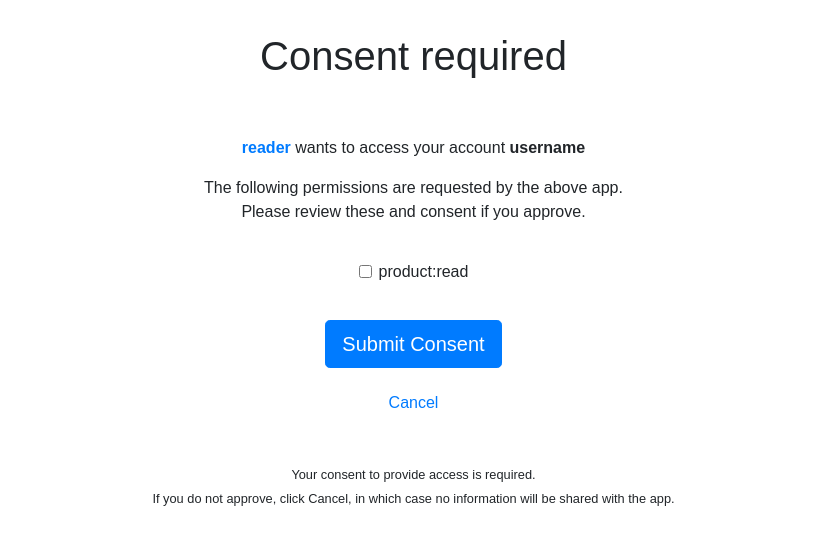 Consent required
reader wants to access your account username
The following permissions are requested by the above app.
Please review these and consent if you approve.
product:read
Submit Consent
Cancel
Your consent to provide access is required.
If you do not approve, click Cancel, in which case no information will be shared with the app.